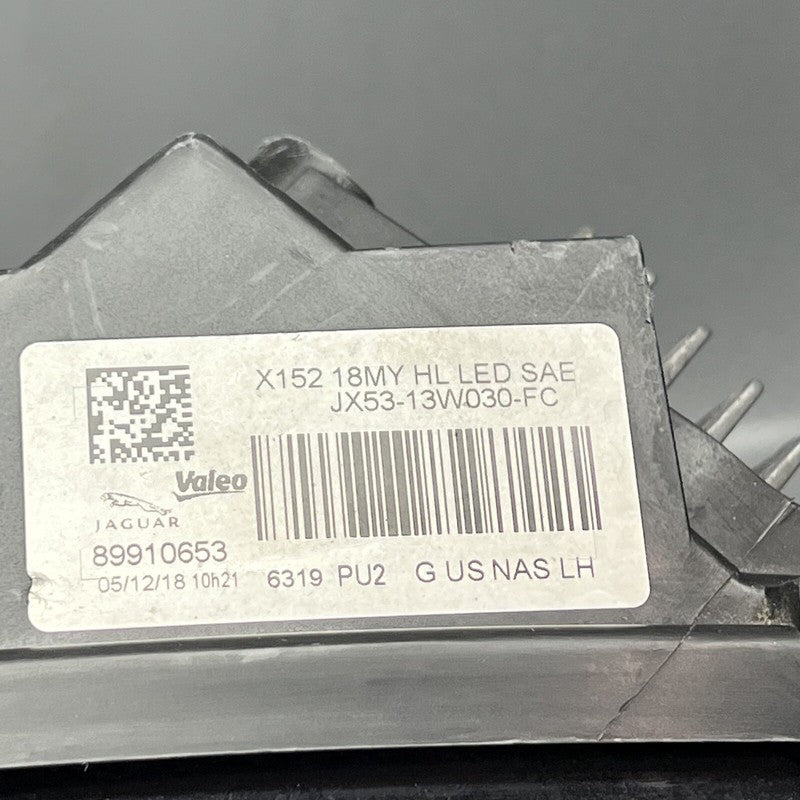 X152 18MY HL LED SAE
JX53-13W030-FC
Valeo
JAGUAR
89910653
05/12/18 10h21
6319 PU2 G US NAS LH